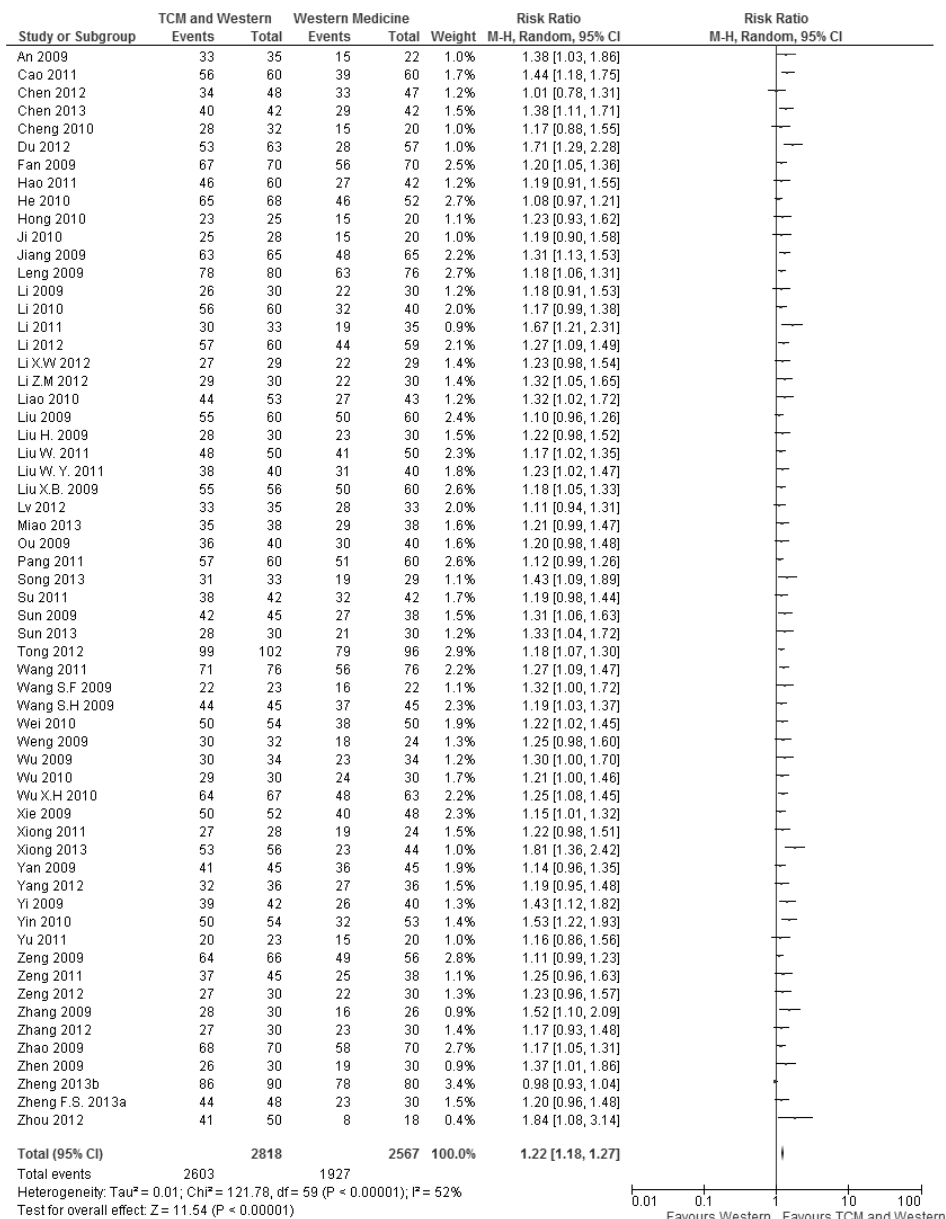 TCM and Western Western Medicine Risk Ratio Risk Ratio
Study or Subgroup Events Total Events Total Weight M-H, Random, 95% CI M-H, Random, 95% CI
An 2009 33 35 15 22 1.0% 1.38 [1.03, 1.86]
Cao 2011 56 60 39 60 1.6% 1.44 [1.18, 1.75]
Chen 2012 34 48 33 47 1.2% 1.01 [0.78, 1.31]
Chen 2013 40 42 29 42 1.5% 1.38 [1.11, 1.71]
Cheng 2010 28 32 15 20 1.0% 1.17 [0.88, 1.55]
Du 2012 53 63 28 57 1.0% 1.71 [1.29, 2.28]
Fan 2009 67 70 56 70 2.5% 1.20 [1.05, 1.36]
Hao 2011 46 60 27 42 1.2% 1.19 [0.91, 1.55]
He 2010 65 68 46 52 2.7% 1.08 [0.97, 1.21]
Hong 2010 23 25 15 20 1.1% 1.23 [0.93, 1.62]
Ji 2010 25 28 15 20 1.0% 1.19 [0.90, 1.58]
Jiang 2009 63 65 48 65 2.2% 1.31 [1.13, 1.53]
Leng 2009 78 80 63 76 2.7% 1.18 [1.06, 1.31]
Li 2009 26 30 22 30 1.2% 1.18 [0.91, 1.53]
Li 2010 56 60 32 40 2.0% 1.17 [0.99, 1.38]
Li 2011 30 33 19 35 0.9% 1.67 [1.21, 2.31]
Li 2012 57 60 44 59 2.1% 1.27 [1.09, 1.49]
Li X.W 2012 27 29 22 29 1.4% 1.23 [0.98, 1.54]
Li Z.M 2012 29 30 22 30 1.4% 1.32 [1.05, 1.65]
Liao 2010 44 53 27 43 1.2% 1.32 [1.02, 1.72]
Liu 2009 55 60 50 60 2.4% 1.10 [0.96, 1.26]
Liu H. 2009 28 30 23 30 1.5% 1.22 [0.98, 1.52]
Liu W. 2011 48 50 41 50 2.3% 1.17 [1.02, 1.35]
Liu W. Y. 2011 38 40 31 40 1.8% 1.23 [1.02, 1.47]
Liu X.B. 2009 55 56 50 60 2.6% 1.18 [1.05, 1.33]
Lv 2012 33 35 28 33 2.0% 1.11 [0.94, 1.31]
Miao 2013 35 38 29 38 1.6% 1.21 [0.99, 1.47]
Ou 2009 36 40 30 40 1.6% 1.20 [0.98, 1.48]
Pang 2011 57 60 51 60 2.6% 1.12 [0.99, 1.26]
Song 2013 31 33 19 29 1.1% 1.43 [1.09, 1.89]
Su 2011 38 42 32 42 1.7% 1.19 [0.98, 1.44]
Sun 2009 42 45 27 38 1.5% 1.31 [1.06, 1.63]
Sun 2013 28 30 21 30 1.2% 1.33 [1.04, 1.72]
Tong 2012 99 102 79 96 2.9% 1.18 [1.07, 1.30]
Wang 2011 71 76 56 76 2.2% 1.27 [1.09, 1.47]
Wang S.F 2009 22 23 16 22 1.1% 1.32 [1.00, 1.72]
Wang S.H 2009 44 45 37 45 2.3% 1.19 [1.03, 1.37]
Wei 2010 50 54 38 50 1.9% 1.22 [1.02, 1.45]
Weng 2009 30 32 18 24 1.3% 1.25 [0.98, 1.60]
Wu 2009 30 34 23 34 1.2% 1.30 [1.00, 1.70]
Wu 2010 29 30 24 30 1.7% 1.21 [1.00, 1.46]
Wu X.H 2010 64 67 48 63 2.2% 1.25 [1.08, 1.45]
Xie 2009 50 52 40 48 2.3% 1.15 [1.01, 1.32]
Xiong 2011 27 28 19 24 1.5% 1.22 [0.98, 1.51]
Xiong 2013 53 56 23 44 1.0% 1.81 [1.36, 2.42]
Yan 2009 41 45 36 45 1.9% 1.14 [0.96, 1.35]
Yang 2012 32 36 27 36 1.4% 1.19 [0.95, 1.48]
Yi 2009 39 42 26 40 1.3% 1.43 [1.12, 1.82]
Yin 2010 50 54 32 53 1.4% 1.53 [1.22, 1.93]
Yu 2011 20 23 15 20 1.0% 1.16 [0.86, 1.56]
Zeng 2009 64 66 49 56 2.8% 1.11 [0.99, 1.23]
Zeng 2011 37 45 25 38 1.2% 1.25 [0.96, 1.63]
Zeng 2012 27 30 22 30 1.3% 1.23 [0.96, 1.57]
Zhang 2009 28 30 16 26 0.9% 1.52 [1.10, 2.09]
Zhang 2012 27 30 23 30 1.4% 1.17 [0.93, 1.48]
Zhao 2009 68 70 58 70 2.7% 1.17 [1.05, 1.31]
Zhen 2009 26 30 19 30 1.0% 1.37 [1.01, 1.86]
Zheng 2013b 86 90 78 80 3.4% 0.98 [0.93, 1.04]
Zheng F.S. 2013a 44 48 23 30 1.5% 1.20 [0.96, 1.48]
Zhou 2012 41 50 8 18 0.4% 1.84 [1.08, 3.14]
Total (95% CI) 2818 2567 100.0% 1.22 [1.18, 1.27]
Total events 2603 1927
Heterogeneity: Tau² = 0.01; Chi² = 121.78, df = 59 (P < 0.00001); I² = 52%
Test for overall effect: Z = 11.54 (P < 0.00001)
0.01 0.1 1 10 100
Favours Western Favours TCM and Western